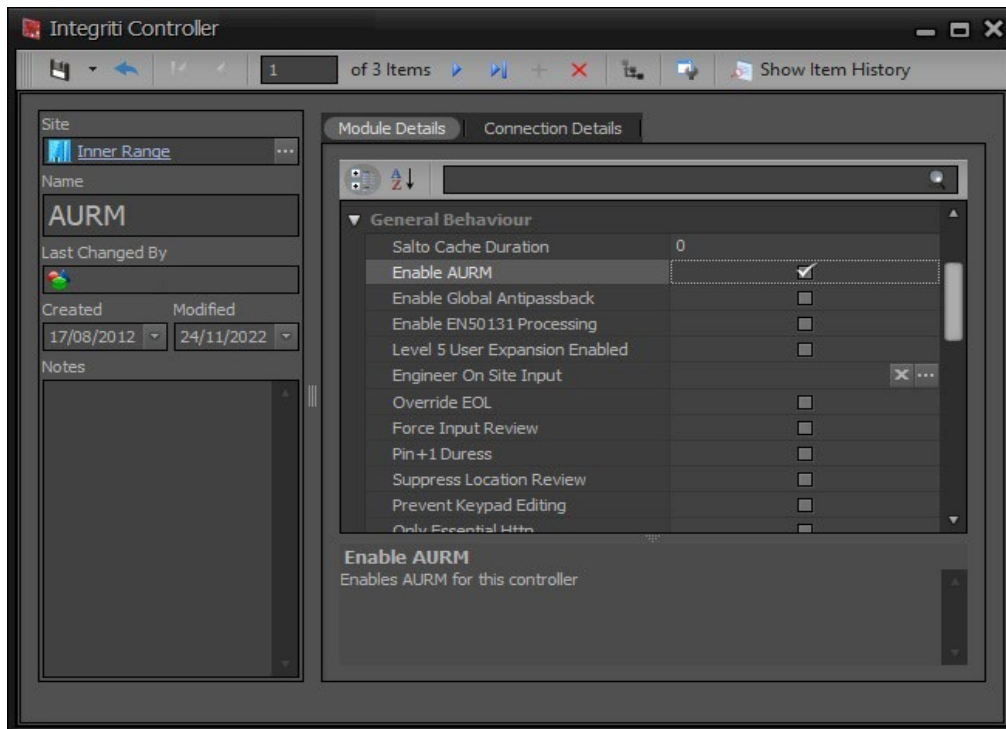 Integriti Controller
1 of 3 Items Show Item History
Site
Inner Range ...
Name
AURM
Last Changed By
Created Modified
17/08/2012 24/11/2022
Notes
Module Details Connection Details
A
Z
General Behaviour
Salto Cache Duration 0
Enable AURM
Enable Global Antipassback
Enable EN50131 Processing
Level 5 User Expansion Enabled
Engineer On Site Input ...
Override EOL
Force Input Review
Pin+1 Duress
Suppress Location Review
Prevent Keypad Editing
Only Essential Http
Enable AURM
Enables AURM for this controller